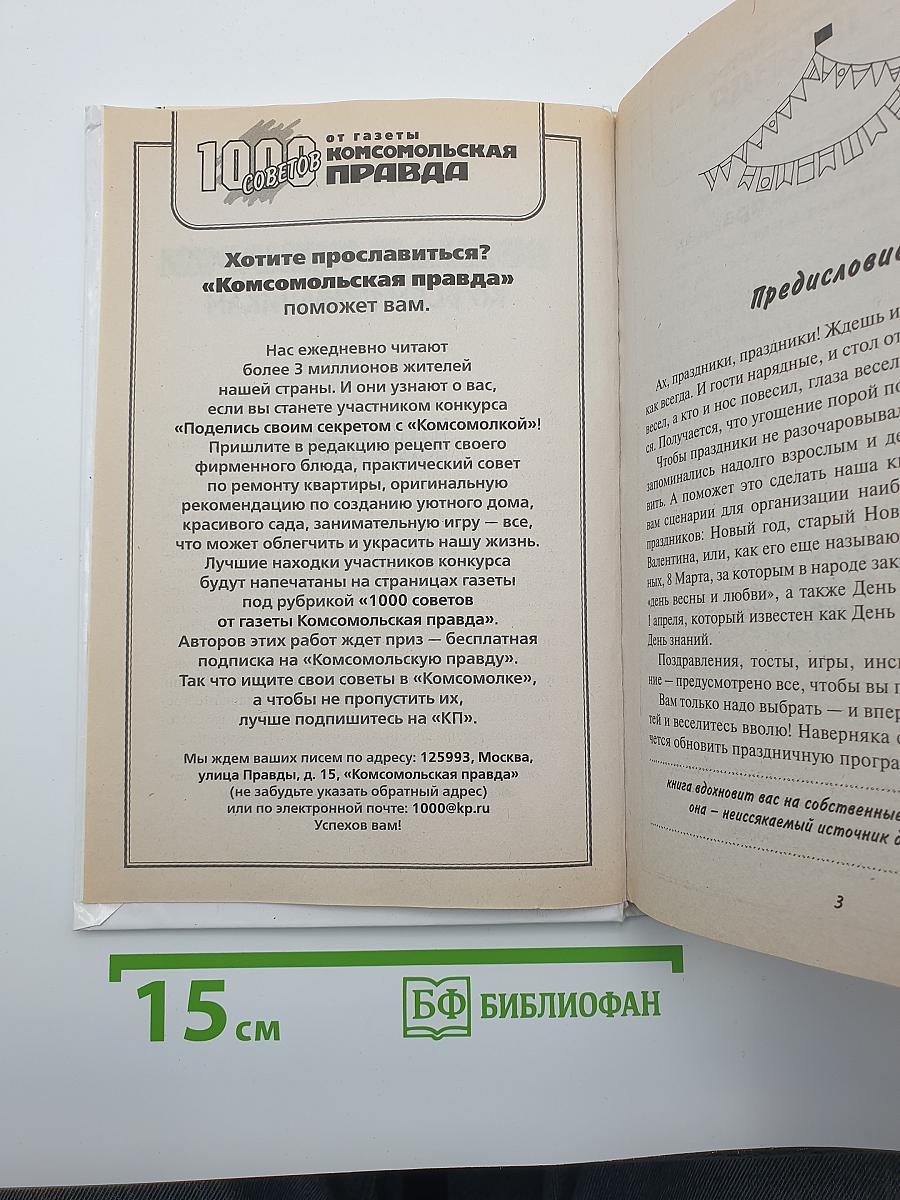 1000 СОВЕТОВ
от газеты
КОМСОМОЛЬСКАЯ
ПРАВДА
Хотите прославиться?
«Комсомольская правда»
поможет вам.
Нас ежедневно читают
более 3 миллионов жителей
нашей страны. И они узнают о вас,
если вы станете участником конкурса
«Поделись своим секретом с «Комсомолкой»!
Пришлите в редакцию рецепт своего
фирменного блюда, практический совет
по ремонту квартиры, оригинальную
рекомендацию по созданию уютного дома,
красивого сада, занимательную игру — все,
что может облегчить и украсить нашу жизнь.
Лучшие находки участников конкурса
будут напечатаны на страницах газеты
под рубрикой «1000 советов
от газеты Комсомольская правда».
Авторов этих работ ждет приз — бесплатная
подписка на «Комсомольскую правду».
Так что ищите свои советы в «Комсомолке»,
а чтобы не пропустить их,
лучше подпишитесь на «КП».
Мы ждем ваших писем по адресу: 125993, Москва,
улица Правды, д. 15, «Комсомольская правда»
(не забудьте указать обратный адрес)
или по электронной почте: 1000@kp.ru
Успехов вам!
Предисловие
Ах, праздники, праздники! Ждешь и
как всегда. И гости нарядные, и стол от
весел, а кто и нос повесил, глаза весел
ся. Получается, что угощение порой по
Чтобы праздники не разочаровывал
запоминались надолго взрослым и де
вить. А поможет это сделать наша к
вам сценарии для организации наиб
праздников: Новый год, старый Нов
Валентина, или, как его еще называю
ных, 8 Марта, за которым в народе зак
«день весны и любви», а также День
1 апреля, который известен как День
День знаний.
Поздравления, тосты, игры, инс
ние – предусмотрено все, чтобы вы п
Вам только надо выбрать — и впер
тей и веселитесь вволю! Наверняка с
чется обновить праздничную програ
книга вдохновит вас на собственные
она – неиссякаемый источник д
3
15 см
БФ БИБЛИОФАН